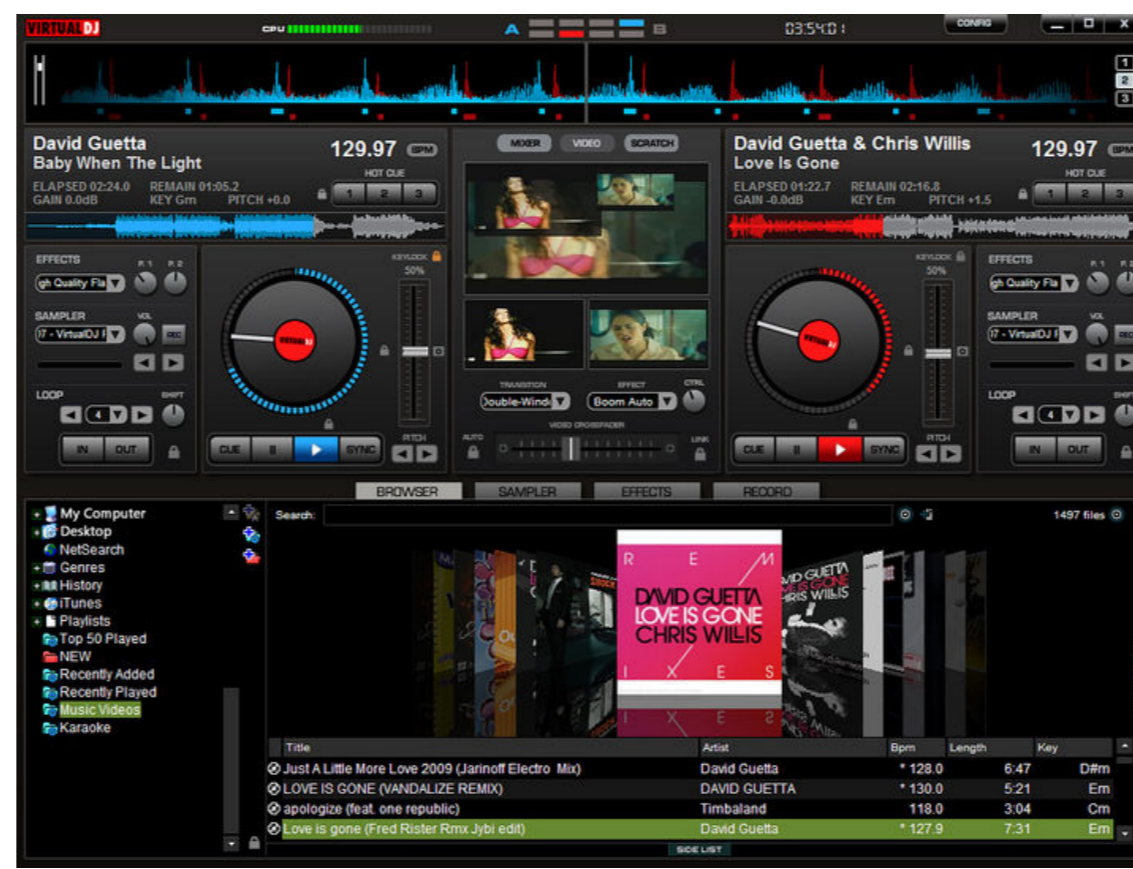 VIRTUAL DJ
CPU
A B
03:54:01
CONFIG
1
2
3
David Guetta
Baby When The Light
129.97 BPM
HOT CUE
ELAPSED 02:24.0 REMAIN 01:05.2
GAIN 0.0dB KEY Gm PITCH +0.0
1 2 3
MIXER VIDEO SCRATCH
David Guetta & Chris Willis
Love Is Gone
129.97 BPM
HOT CUE
ELAPSED 01:22.7 REMAIN 02:16.8
GAIN -0.0dB KEY Em PITCH +1.5
1 2 3
EFFECTS P. 1 P. 2
gh Quality Fla
SAMPLER VOL
- VirtualDJ F REC
LOOP SHIFT
4
IN OUT
KEYLOCK
50%
VIRTUAL DJ
CUE II SYNC
PITCH
TRANSITION EFFECT CTRL
Double-Wind Boom Auto
VIDEO CROSSFADER
AUTO LINK
KEYLOCK
50%
VIRTUAL DJ
CUE II SYNC
PITCH
EFFECTS P. 1 P. 2
gh Quality Fla
SAMPLER VOL
- VirtualDJ F REC
LOOP SHIFT
4
IN OUT
BROWSER SAMPLER EFFECTS RECORD
My Computer
Desktop
NetSearch
Genres
History
iTunes
Playlists
Top 50 Played
NEW
Recently Added
Recently Played
Music Videos
Karaoke
Search:
1497 files
R E M
DAVID GUETTA
LOVE IS GONE
CHRIS WILLIS
I X E S
Title Artist Bpm Length Key
Just A Little More Love 2009 (Jarinoff Electro Mix) David Guetta * 128.0 6:47 D#m
LOVE IS GONE (VANDALIZE REMIX) DAVID GUETTA * 130.0 5:21 Em
apologize (feat. one republic) Timbaland 118.0 3:04 Cm
Love is gone (Fred Rister Rmx Jybi edit) David Guetta * 127.9 7:31 Em
SIDE LIST